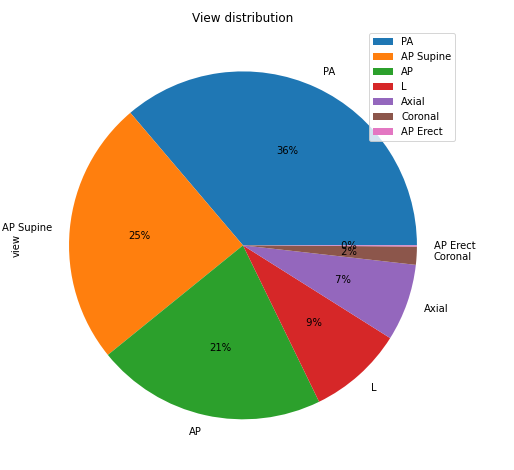 View distribution
PA
AP Supine
AP
L
Axial
Coronal
AP Erect
PA
36%
AP Supine
view
25%
0%
2%
AP Erect
Coronal
7%
Axial
9%
21%
L
AP